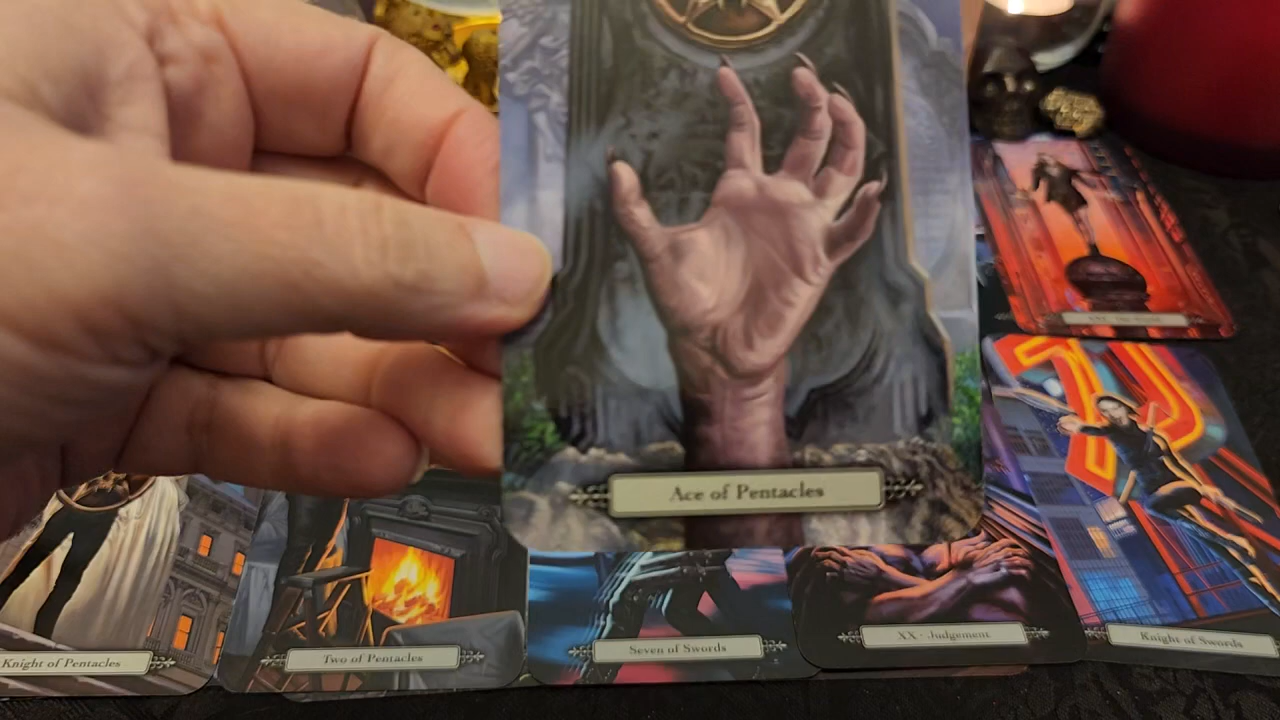 Ace of Pentacles
Knight of Pentacles
Two of Pentacles
Seven of Swords
XX · Judgement
Knight of Swords